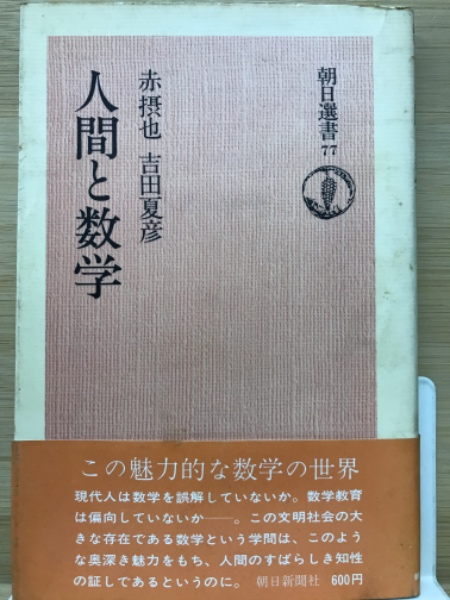 朝日選書 77
赤摂也 吉田夏彦
人間と数学
この魅力的な数学の世界
現代人は数学を誤解していないか。数学教育
は偏向していないか――。この文明社会の大
きな存在である数学という学問は、このよう
な奥深き魅力をもち、人間のすばらしき知性
の証しであるというのに。 朝日新聞社 600円